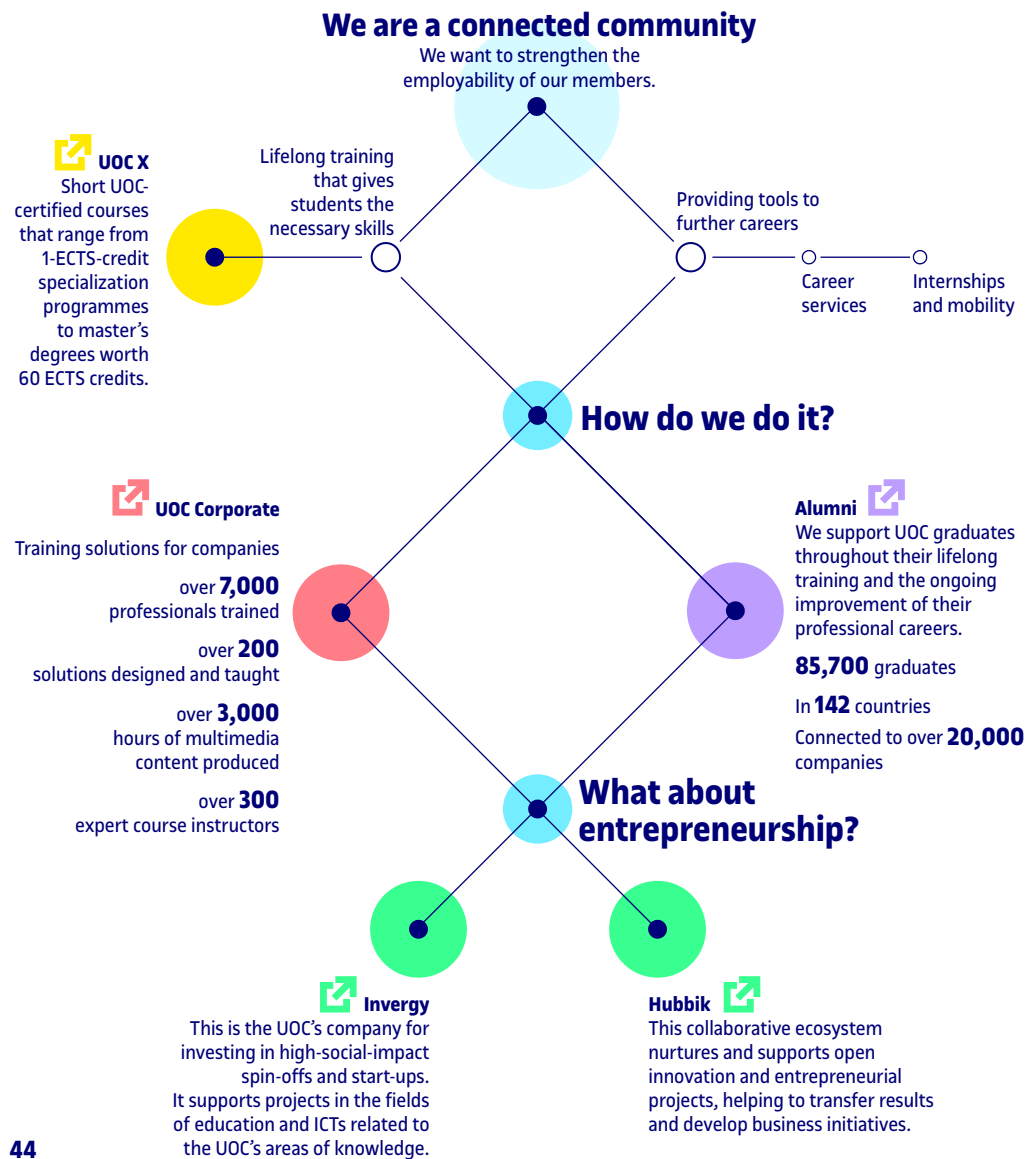 We are a connected community
We want to strengthen the
employability of our members.
UOC X
Short UOC-
certified courses
that range from
1-ECTS-credit
specialization
programmes
to master's
degrees worth
60 ECTS credits.
Lifelong training
that gives
students the
necessary skills
Providing tools to
further careers
Career
services
Internships
and mobility
How do we do it?
UOC Corporate
Training solutions for companies
over 7,000
professionals trained
over 200
solutions designed and taught
over 3,000
hours of multimedia
content produced
over 300
expert course instructors
Alumni
We support UOC graduates
throughout their lifelong
training and the ongoing
improvement of their
professional careers.
85,700 graduates
In 142 countries
Connected to over 20,000
companies
What about
entrepreneurship?
Invergy
This is the UOC's company for
investing in high-social-impact
spin-offs and start-ups.
It supports projects in the fields
of education and ICTs related to
the UOC's areas of knowledge.
Hubbik
This collaborative ecosystem
nurtures and supports open
innovation and entrepreneurial
projects, helping to transfer results
and develop business initiatives.
44